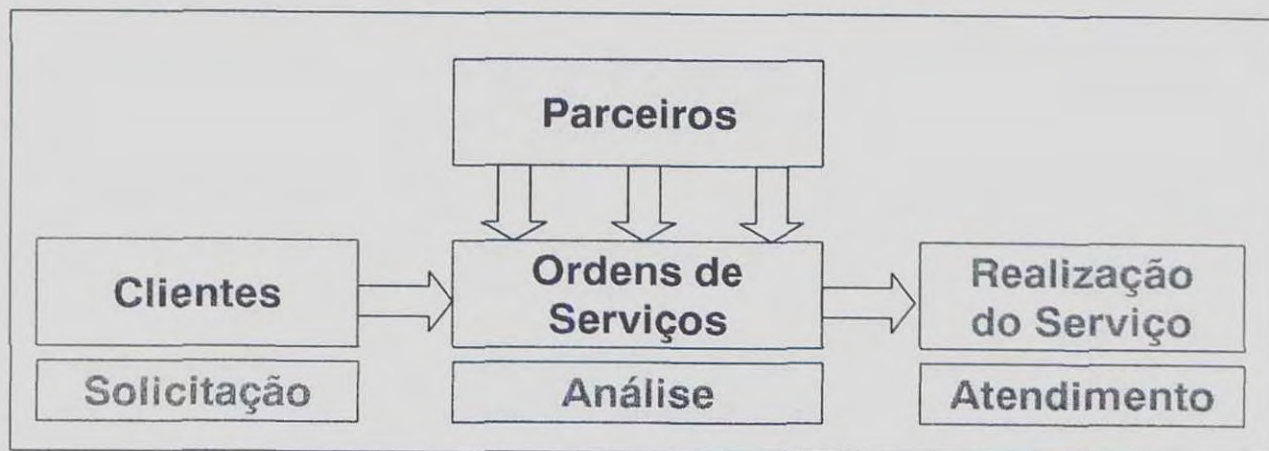 Parceiros
Clientes
Ordens de
Serviços
Realização
do Serviço
Solicitação
Análise
Atendimento